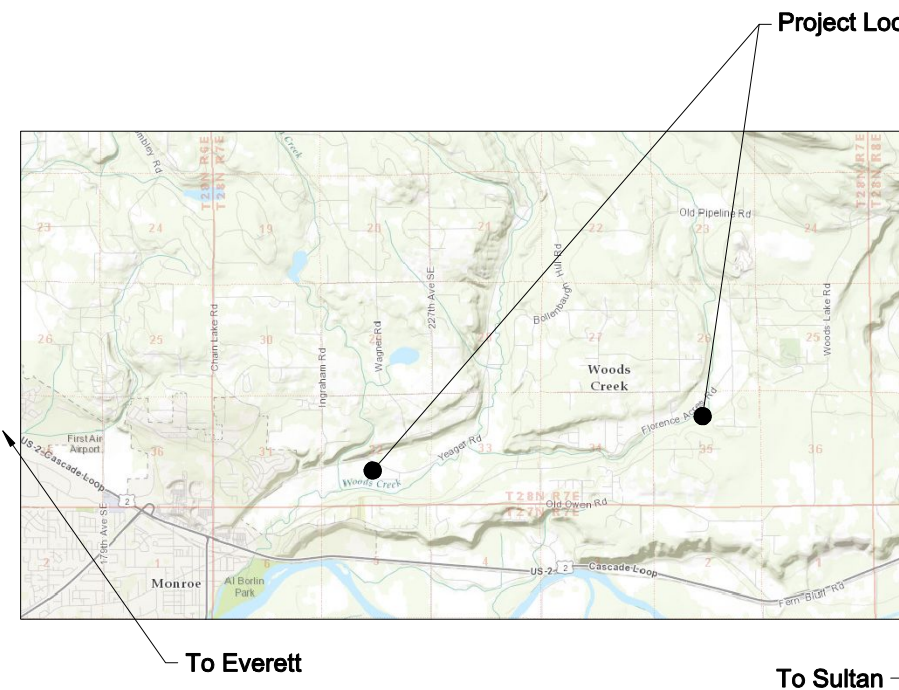 Project Loc
Creek
T28N R6E
T28N R7E
T28N R7E
T28N R8E
Old Pipeline Rd
23
24
19
21
22
23
24
Hill Rd
Bollenbaugh
227th Ave SE
Chain Lake Rd
Ingraham Rd
Wagner Rd
Woods Lake Rd
26
25
30
27
26
25
Woods
Creek
Florence Acres Rd
First Air
Airport
US-2-Cascade-Loop
36
Yeager Rd
35
36
Woods Creek
T28N R7E
T27N R7E
Old Owen Rd
2
179th Ave SE
2
1
6
5
4
2
1
Monroe
Al Borlin
Park
US-2
2
Cascade Loop
Fern Bluff Rd
To Everett
To Sultan